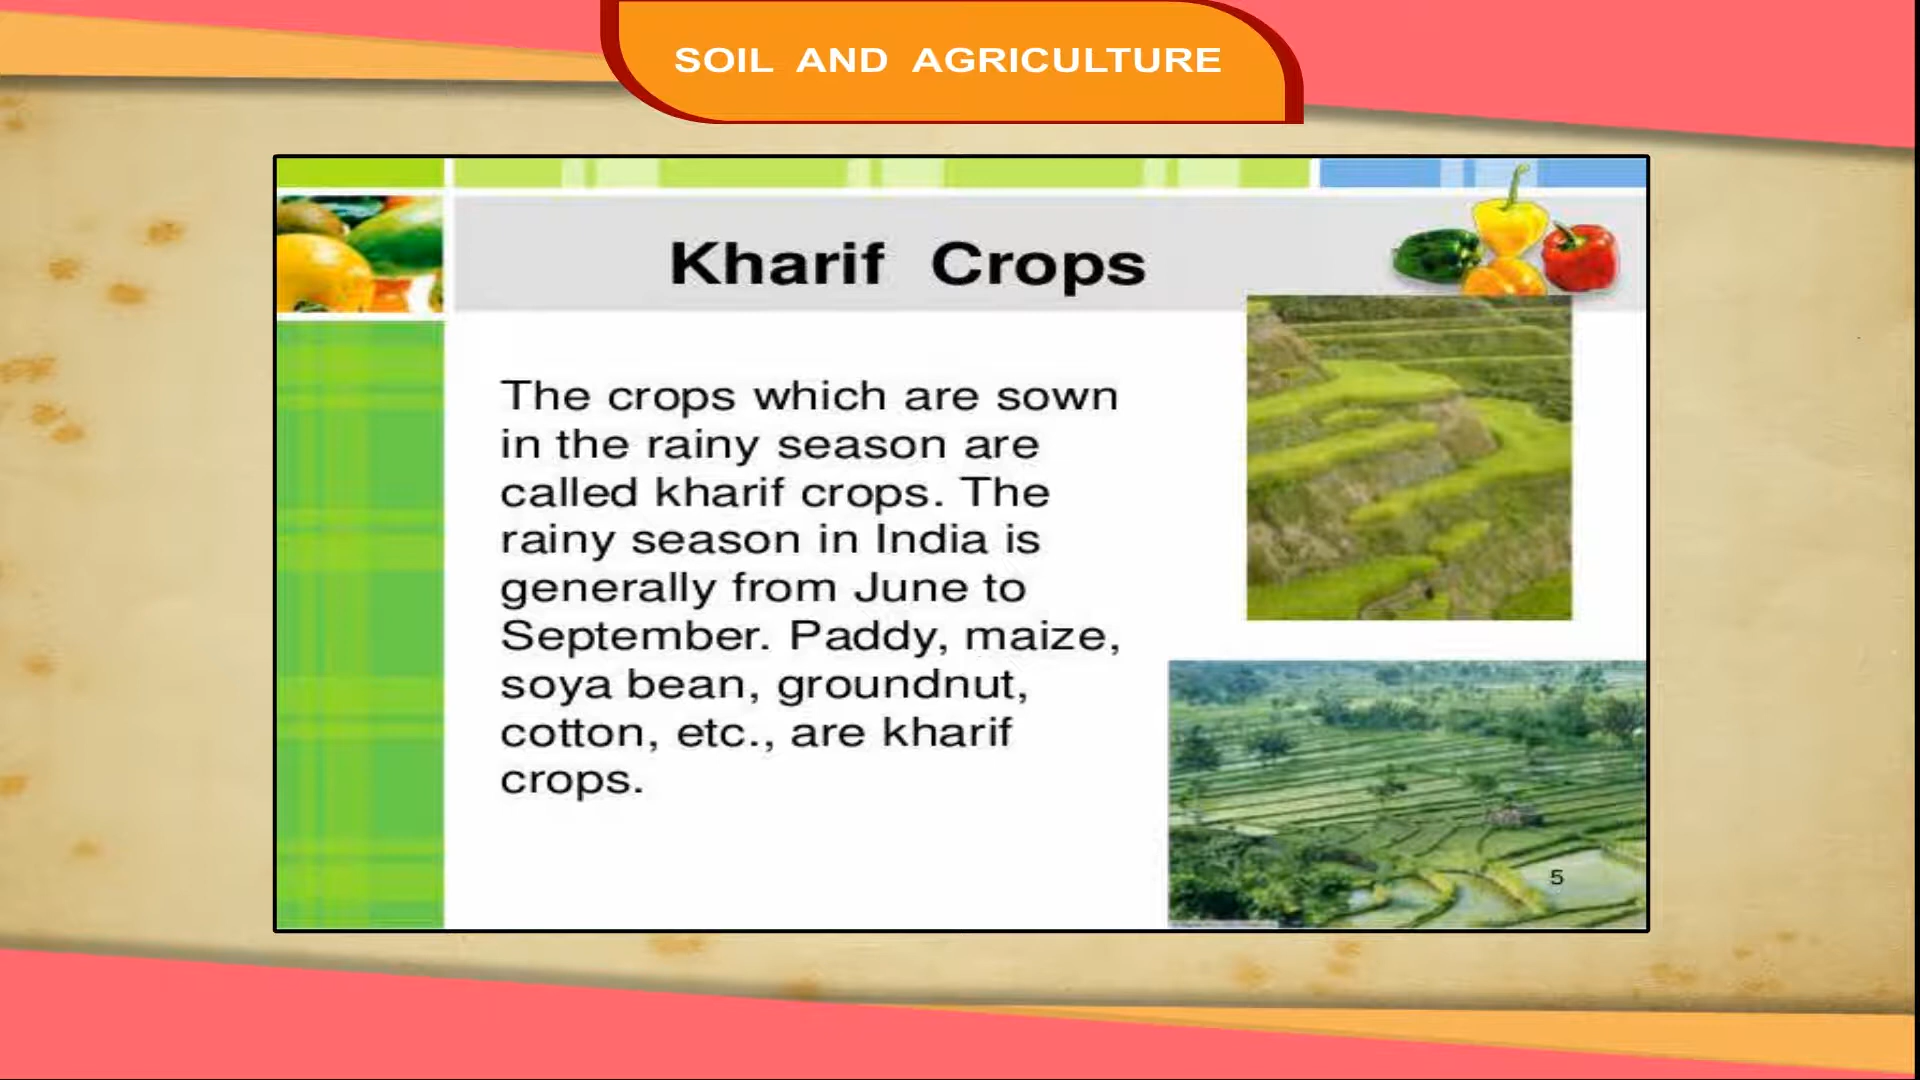 SOIL AND AGRICULTURE
Kharif Crops
The crops which are sown
in the rainy season are
called kharif crops. The
rainy season in India is
generally from June to
September. Paddy, maize,
soya bean, groundnut,
cotton, etc., are kharif
crops.
5